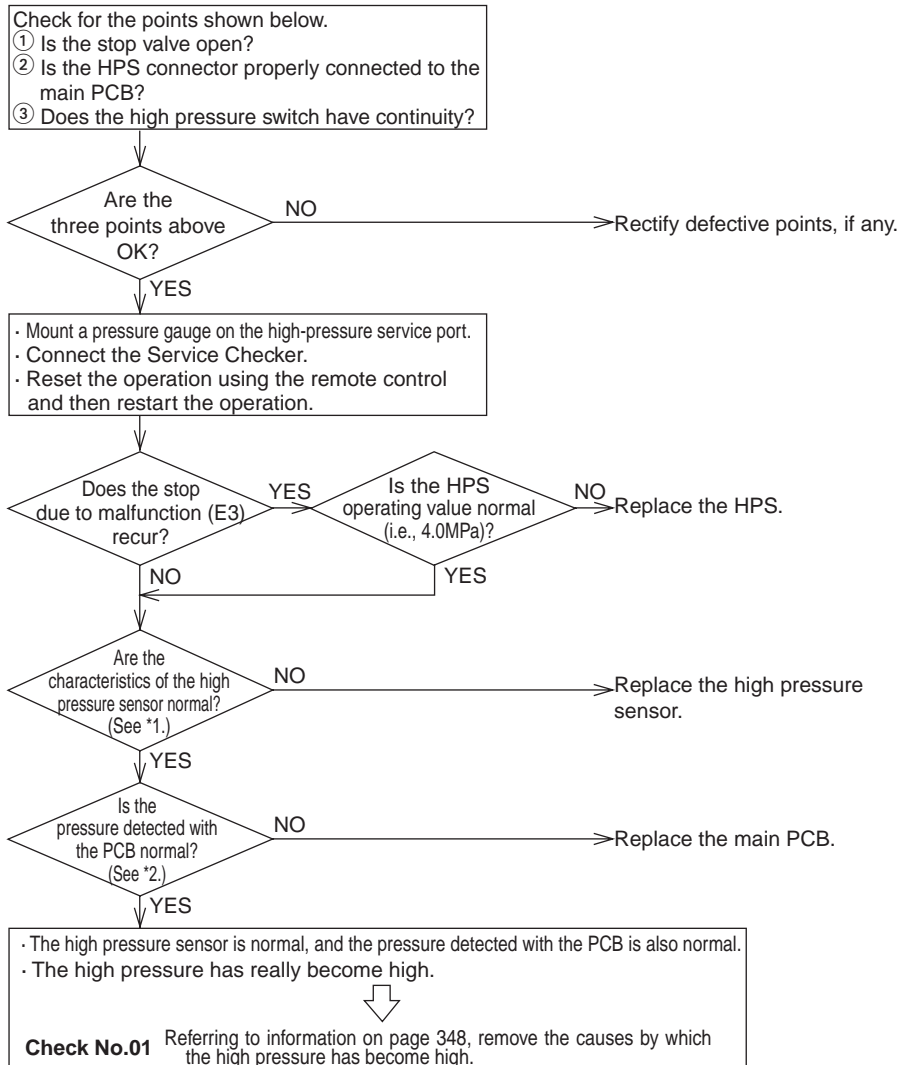 Check for the points shown below.
① Is the stop valve open?
② Is the HPS connector properly connected to the
main PCB?
③ Does the high pressure switch have continuity?
Are the
three points above
OK?
NO
Rectify defective points, if any.
YES
· Mount a pressure gauge on the high-pressure service port.
· Connect the Service Checker.
· Reset the operation using the remote control
and then restart the operation.
Does the stop
due to malfunction (E3)
recur?
YES
Is the HPS
operating value normal
(i.e., 4.0MPa)?
NO
Replace the HPS.
NO
YES
Are the
characteristics of the high
pressure sensor normal?
(See *1.)
NO
Replace the high pressure
sensor.
YES
Is the
pressure detected with
the PCB normal?
(See *2.)
NO
Replace the main PCB.
YES
· The high pressure sensor is normal, and the pressure detected with the PCB is also normal.
· The high pressure has really become high.
Check No.01 Referring to information on page 348, remove the causes by which
the high pressure has become high.